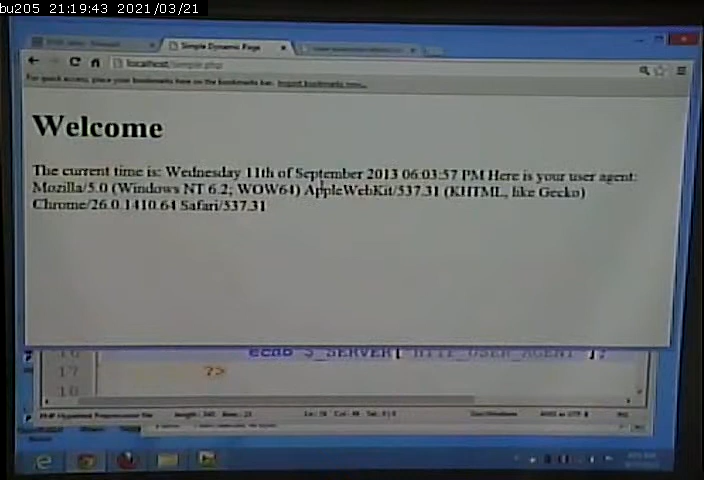 bu205 21:19:43 2021/03/21
Simple Dynamic Page
localhost/simple.php
For quick access, place your bookmarks here on the bookmarks bar. Import bookmarks now...
Welcome
The current time is: Wednesday 11th of September 2013 06:03:57 PM Here is your user agent:
Mozilla/5.0 (Windows NT 6.2; WOW64) AppleWebKit/537.31 (KHTML, like Gecko)
Chrome/26.0.1410.64 Safari/537.31
16 echo $_SERVER['HTTP_USER_AGENT'];
17 ?>
18
PHP Hypertext Preprocessor file